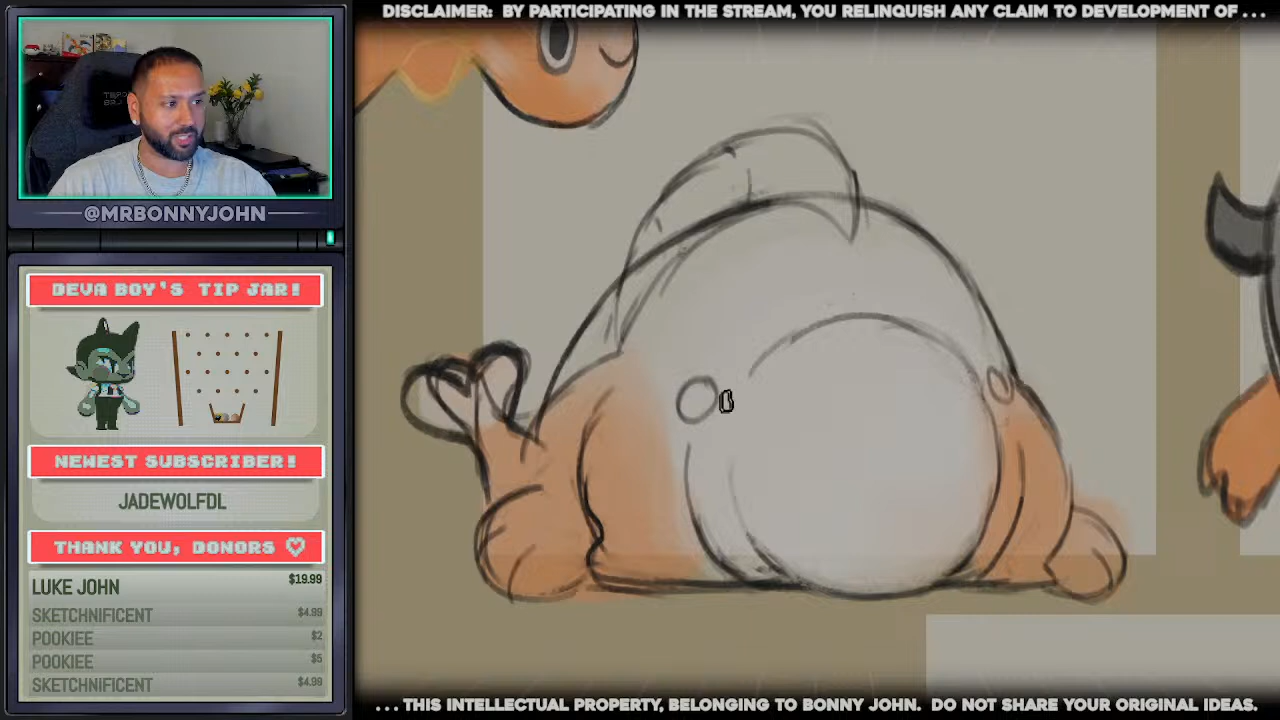 DISCLAIMER: BY PARTICIPATING IN THE STREAM, YOU RELINQUISH ANY CLAIM TO DEVELOPMENT OF . . .
@MRBONNYJOHN
DEVA BOY'S TIP JAR!
NEWEST SUBSCRIBER!
JADEWOLFDL
THANK YOU, DONORS ♡
LUKE JOHN $19.99
SKETCHNIFICENT $4.99
POOKIEE $2
POOKIEE $5
SKETCHNIFICENT $4.99
. . . THIS INTELLECTUAL PROPERTY, BELONGING TO BONNY JOHN. DO NOT SHARE YOUR ORIGINAL IDEAS.